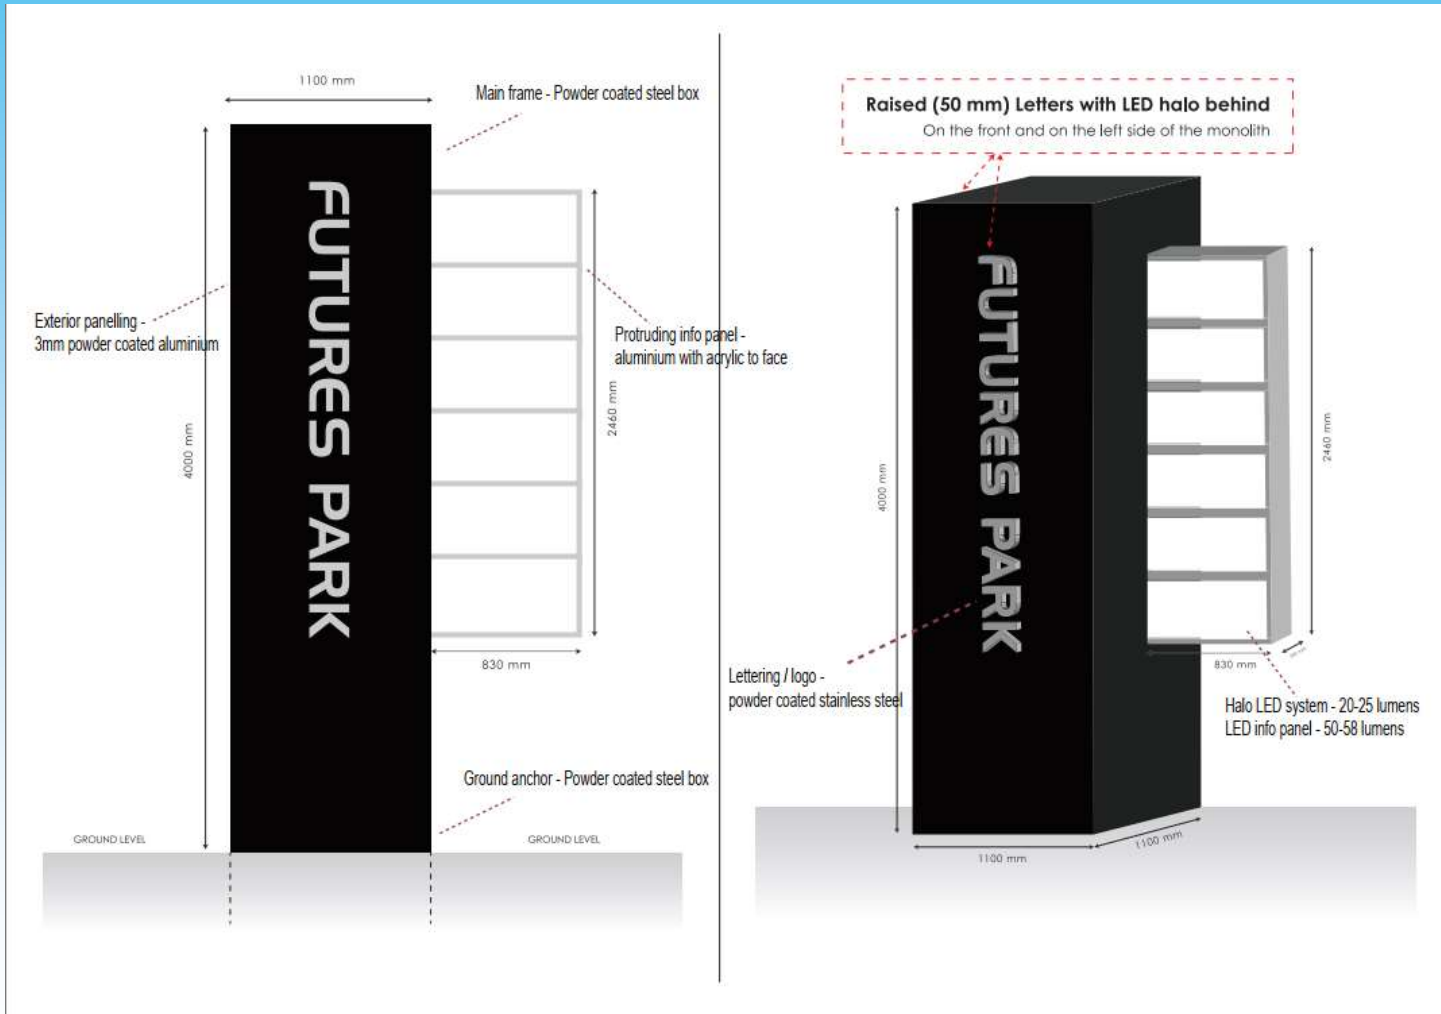 1100 mm
Main frame - Powder coated steel box
FUTURES PARK
Exterior panelling -
3mm powder coated aluminium
4000 mm
Protruding info panel -
aluminium with acrylic to face
2460 mm
830 mm
Ground anchor - Powder coated steel box
GROUND LEVEL
GROUND LEVEL
Raised (50 mm) Letters with LED halo behind
On the front and on the left side of the monolith
FUTURES PARK
4000 mm
2460 mm
830 mm
Lettering / logo -
powder coated stainless steel
Halo LED system - 20-25 lumens
LED info panel - 50-58 lumens
1100 mm
1100 mm